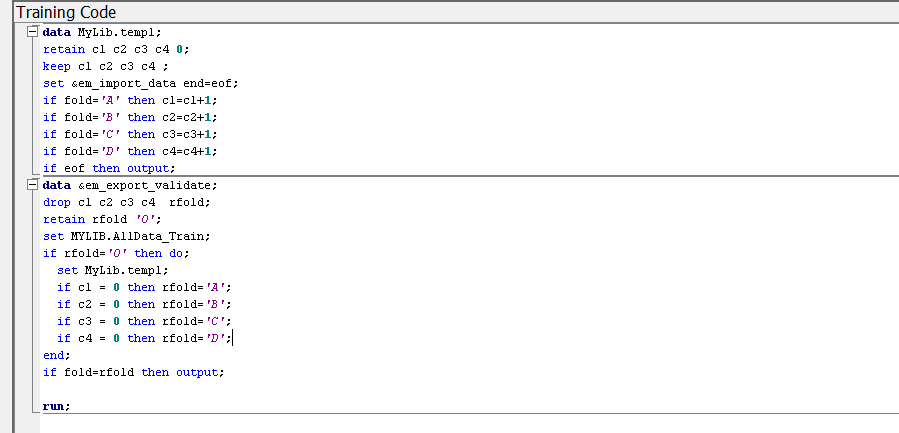 Training Code
data MyLib.temp1;
retain c1 c2 c3 c4 0;
keep c1 c2 c3 c4 ;
set &em_import_data end=eof;
if fold='A' then c1=c1+1;
if fold='B' then c2=c2+1;
if fold='C' then c3=c3+1;
if fold='D' then c4=c4+1;
if eof then output;
data &em_export_validate;
drop c1 c2 c3 c4  rfold;
retain rfold 'O';
set MYLIB.AllData_Train;
if rfold='O' then do;
  set MyLib.temp1;
  if c1 = 0 then rfold='A';
  if c2 = 0 then rfold='B';
  if c3 = 0 then rfold='C';
  if c4 = 0 then rfold='D';
end;
if fold=rfold then output;
run;